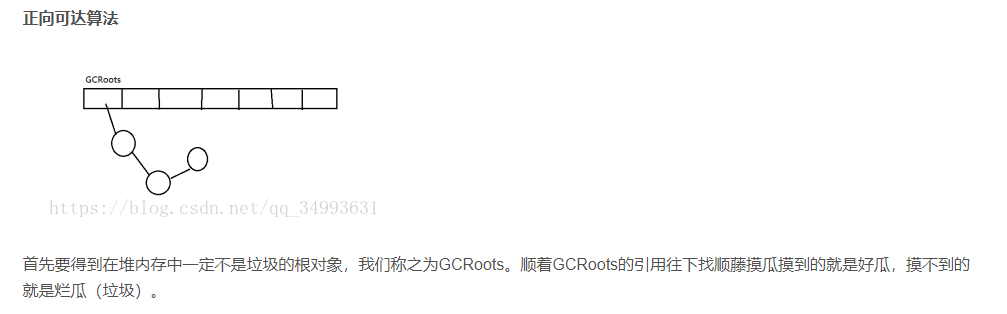 正向可达算法
GCRoots
https://blog.csdn.net/qq_34993631
首先要得到在堆内存中一定不是垃圾的根对象，我们称之为GCRoots。顺着GCRoots的引用往下找顺藤摸瓜摸到的就是好瓜，摸不到的
就是烂瓜（垃圾）。